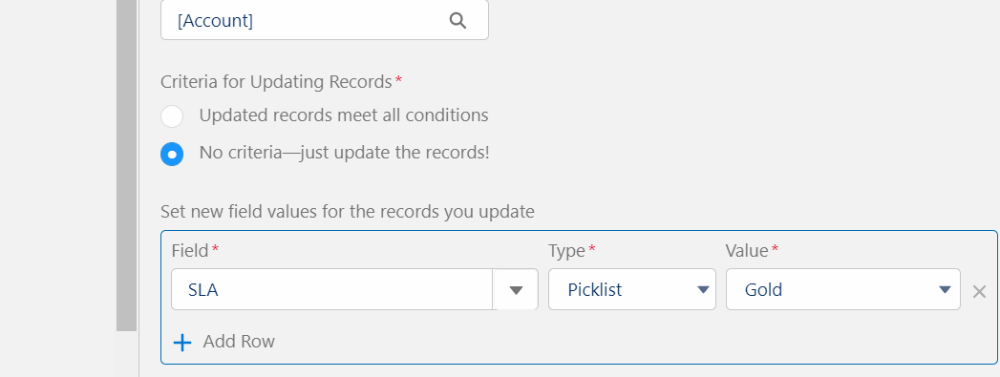 [Account]
Criteria for Updating Records*
Updated records meet all conditions
No criteria—just update the records!
Set new field values for the records you update
Field* Type* Value*
SLA Picklist Gold
Add Row